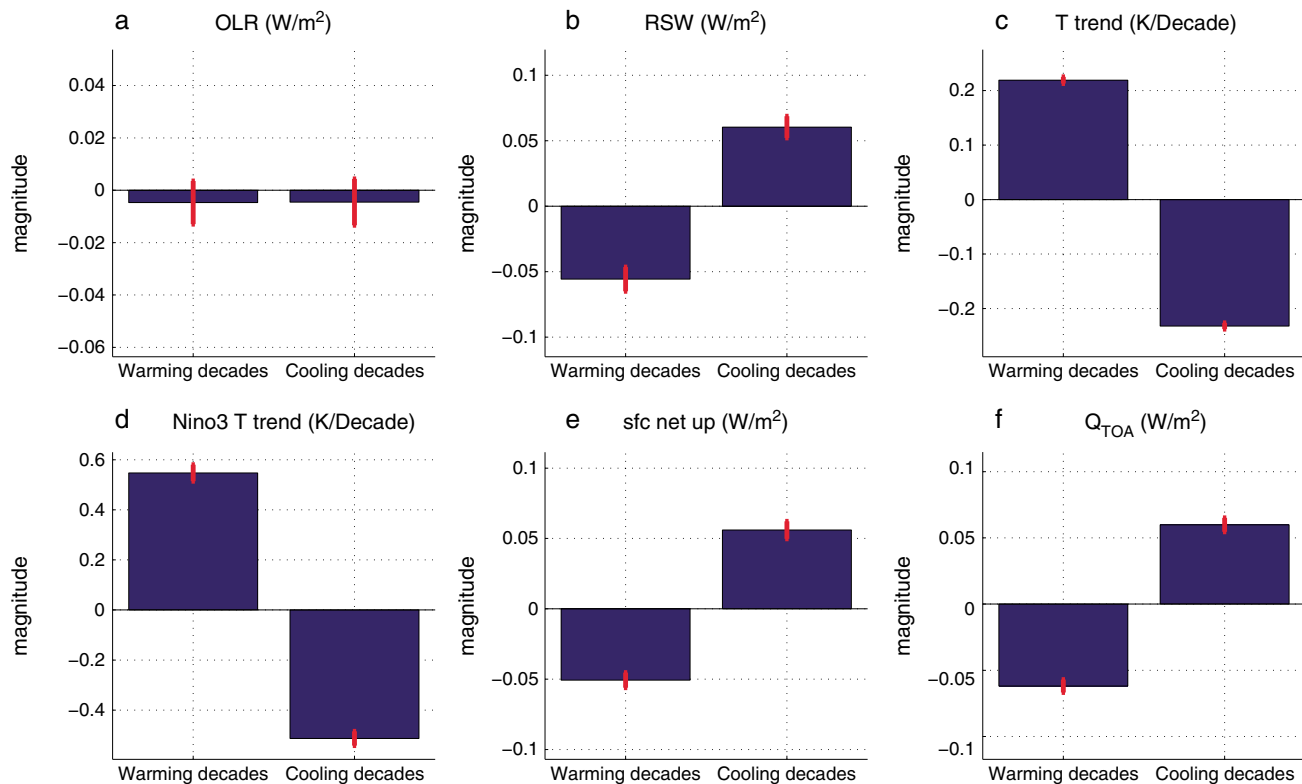 a OLR (W/m²)
0.04
0.02
0
−0.02
−0.04
−0.06
magnitude
Warming decades Cooling decades
b RSW (W/m²)
0.1
0.05
0
−0.05
−0.1
magnitude
Warming decades Cooling decades
c T trend (K/Decade)
0.2
0.1
0
−0.1
−0.2
magnitude
Warming decades Cooling decades
d Nino3 T trend (K/Decade)
0.6
0.4
0.2
0
−0.2
−0.4
magnitude
Warming decades Cooling decades
e sfc net up (W/m²)
0.1
0.05
0
−0.05
−0.1
magnitude
Warming decades Cooling decades
f Q_TOA (W/m²)
0.1
0.05
0
−0.05
−0.1
magnitude
Warming decades Cooling decades